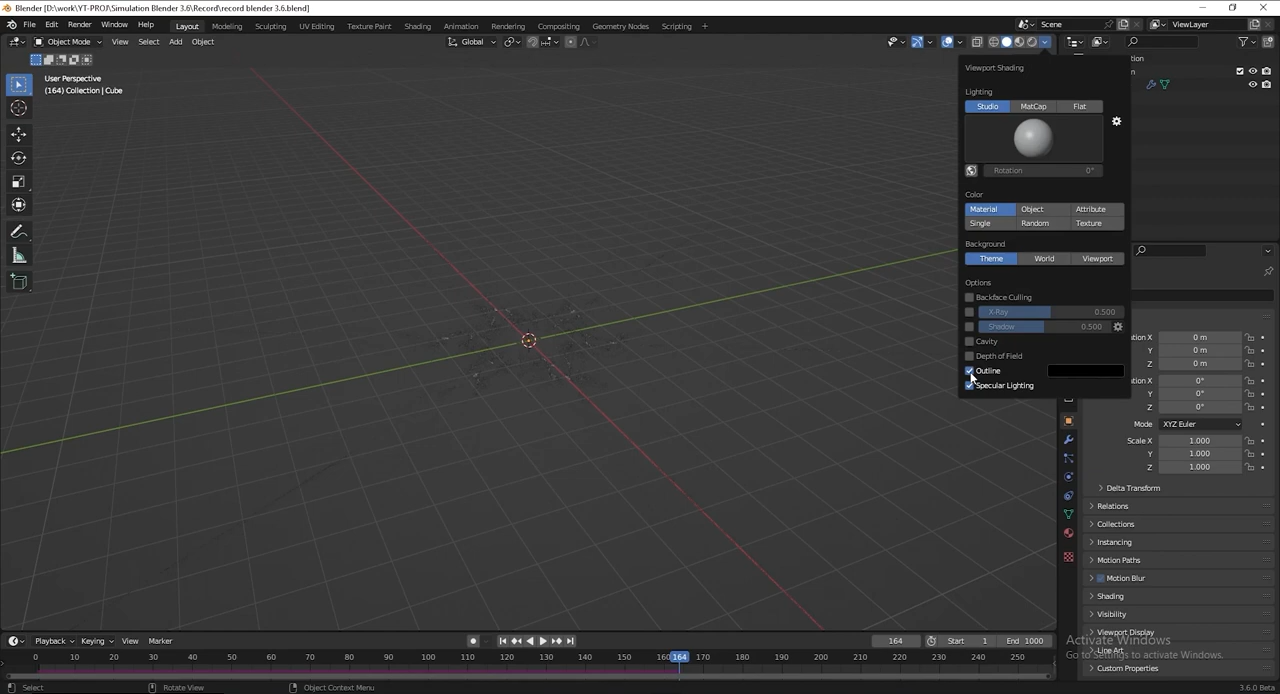 Blender [D:\work\YT-PROJ\Simulation Blender 3.6\Record\record blender 3.6.blend]
File Edit Render Window Help Layout Modeling Sculpting UV Editing Texture Paint Shading Animation Rendering Compositing Geometry Nodes Scripting + Scene ViewLayer
Object Mode View Select Add Object Global
User Perspective
(164) Collection | Cube
Viewport Shading
Lighting
Studio MatCap Flat
Rotation 0°
Color
Material Object Attribute
Single Random Texture
Background
Theme World Viewport
Options
Backface Culling
X-Ray 0.500
Shadow 0.500
Cavity
Depth of Field
Outline
Specular Lighting
tion
n
tion X 0 m
Y 0 m
Z 0 m
ation X 0°
Y 0°
Z 0°
Mode XYZ Euler
Scale X 1.000
Y 1.000
Z 1.000
Delta Transform
Relations
Collections
Instancing
Motion Paths
Motion Blur
Shading
Visibility
Viewport Display
Line Art
Custom Properties
Activate Windows
Go to Settings to activate Windows.
Playback Keying View Marker 164 Start 1 End 1000
0 10 20 30 40 50 60 70 80 90 100 110 120 130 140 150 160 164 170 180 190 200 210 220 230 240 250
Select Rotate View Object Context Menu 3.6.0 Beta